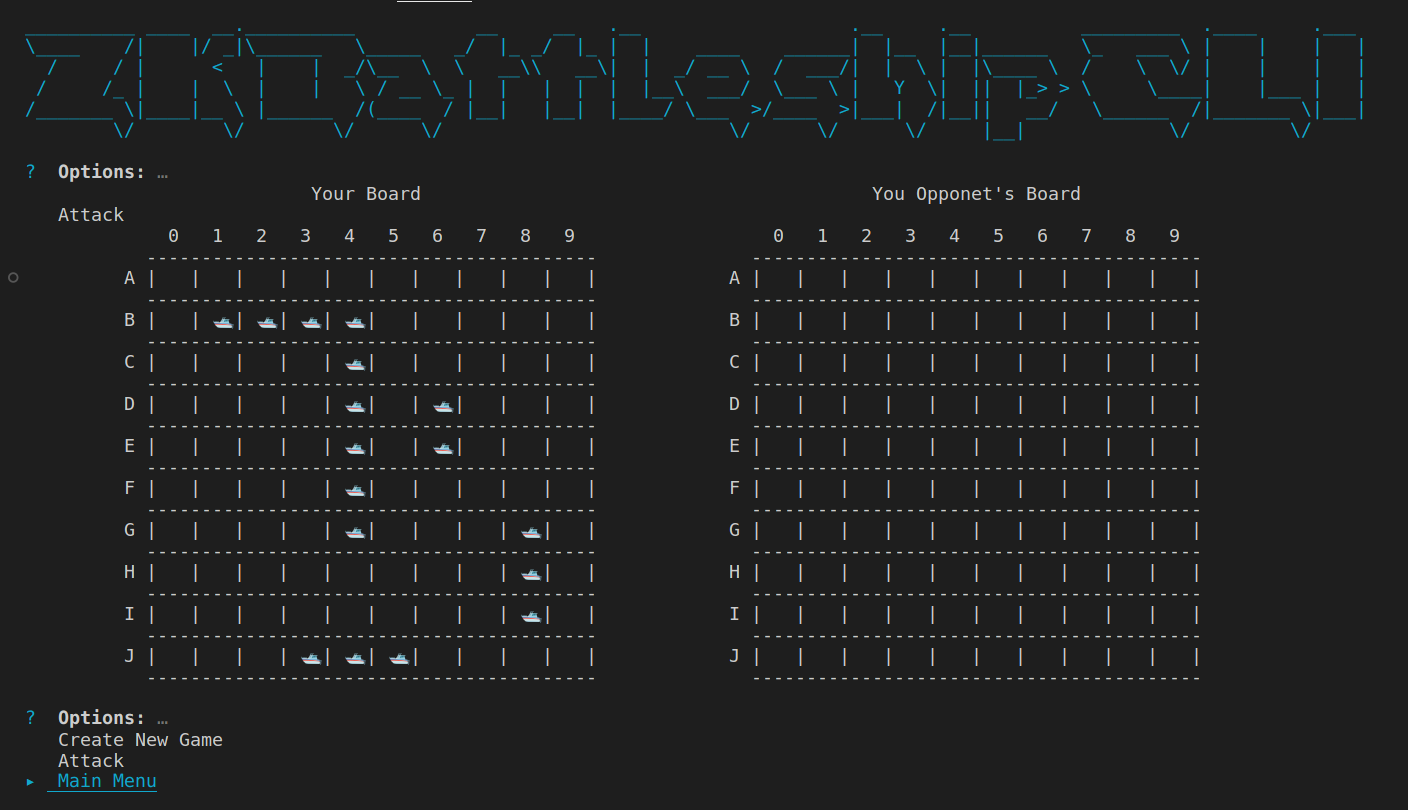 ZKBattleshipCLI
? Options: …
Your Board You Opponet's Board
Attack
0 1 2 3 4 5 6 7 8 9 0 1 2 3 4 5 6 7 8 9
A A
B B
C C
D D
E E
F F
G G
H H
I I
J J
? Options: …
Create New Game
Attack
▸ Main Menu